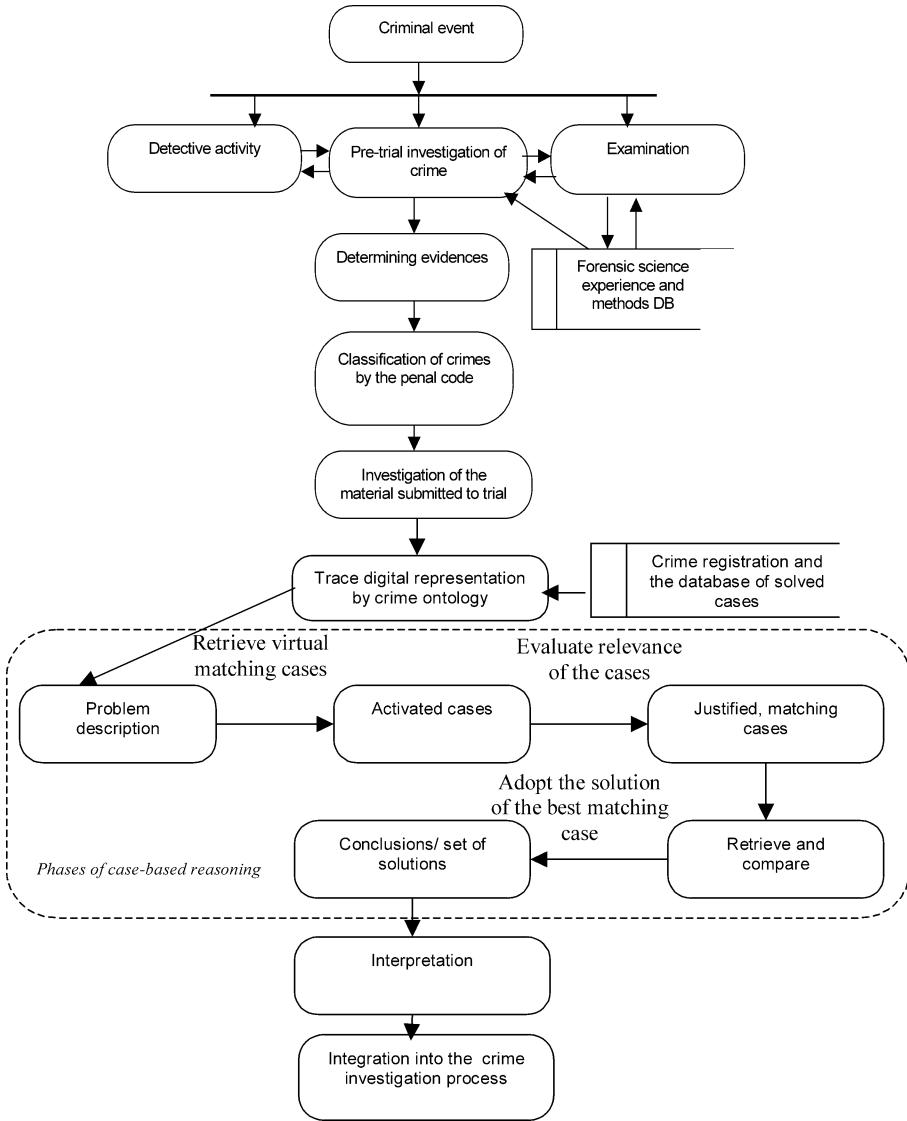 Criminal event
Detective activity
Pre-trial investigation of
crime
Examination
Determining evidences
Forensic science
experience and
methods DB
Classification of crimes
by the penal code
Investigation of the
material submitted to trial
Trace digital representation
by crime ontology
Crime registration and
the database of solved
cases
Retrieve virtual
matching cases
Evaluate relevance
of the cases
Problem
description
Activated cases
Justified, matching
cases
Adopt the solution
of the best matching
case
Conclusions/ set of
solutions
Retrieve and
compare
Phases of case-based reasoning
Interpretation
Integration into the crime
investigation process